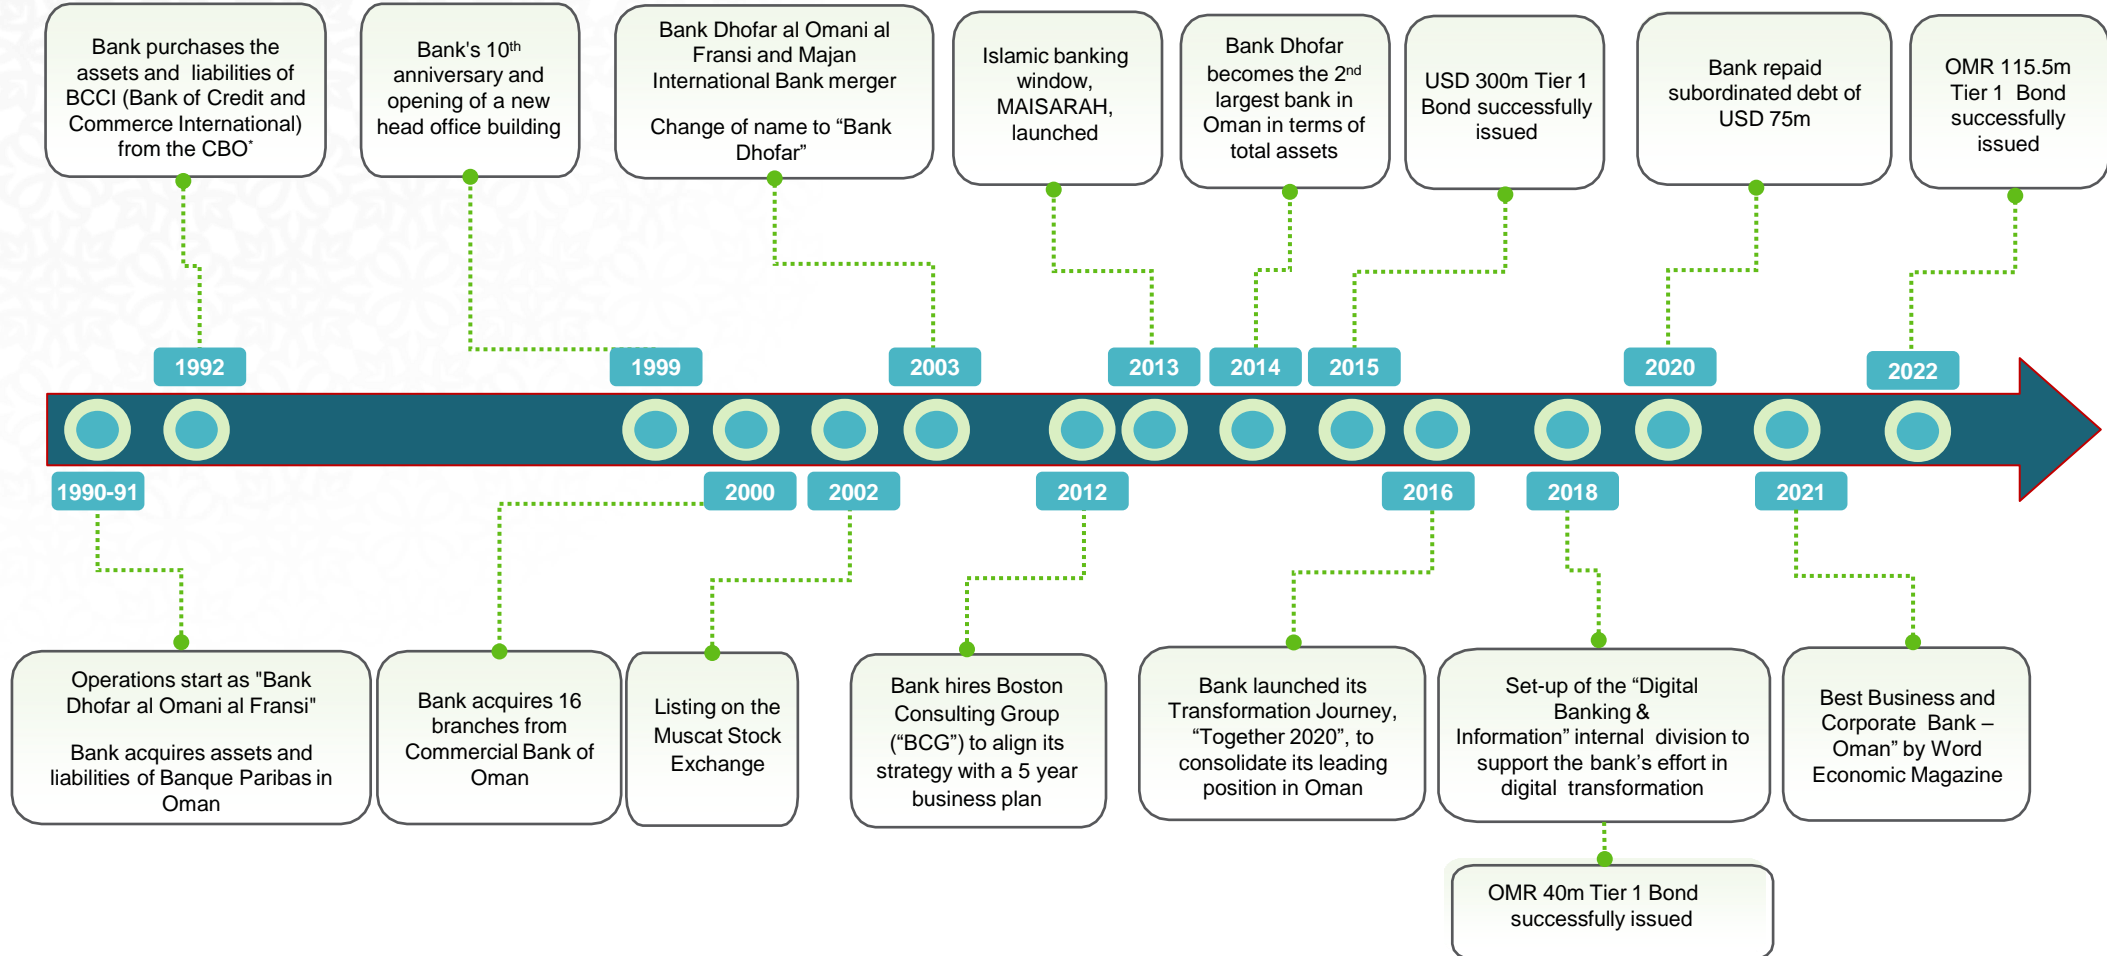 Bank purchases the
assets and liabilities of
BCCI (Bank of Credit and
Commerce International)
from the CBO*
Bank's 10th
anniversary and
opening of a new
head office building
Bank Dhofar al Omani al
Fransi and Majan
International Bank merger
Change of name to “Bank
Dhofar”
Islamic banking
window,
MAISARAH,
launched
Bank Dhofar
becomes the 2nd
largest bank in
Oman in terms of
total assets
USD 300m Tier 1
Bond successfully
issued
Bank repaid
subordinated debt of
USD 75m
OMR 115.5m
Tier 1 Bond
successfully
issued
1992
1999
2003
2013
2014
2015
2020
2022
1990-91
2000
2002
2012
2016
2018
2021
Operations start as "Bank
Dhofar al Omani al Fransi"
Bank acquires assets and
liabilities of Banque Paribas in
Oman
Bank acquires 16
branches from
Commercial Bank of
Oman
Listing on the
Muscat Stock
Exchange
Bank hires Boston
Consulting Group
(“BCG”) to align its
strategy with a 5 year
business plan
Bank launched its
Transformation Journey,
“Together 2020”, to
consolidate its leading
position in Oman
Set-up of the “Digital
Banking &
Information” internal division to
support the bank’s effort in
digital transformation
Best Business and
Corporate Bank –
Oman” by Word
Economic Magazine
OMR 40m Tier 1 Bond
successfully issued